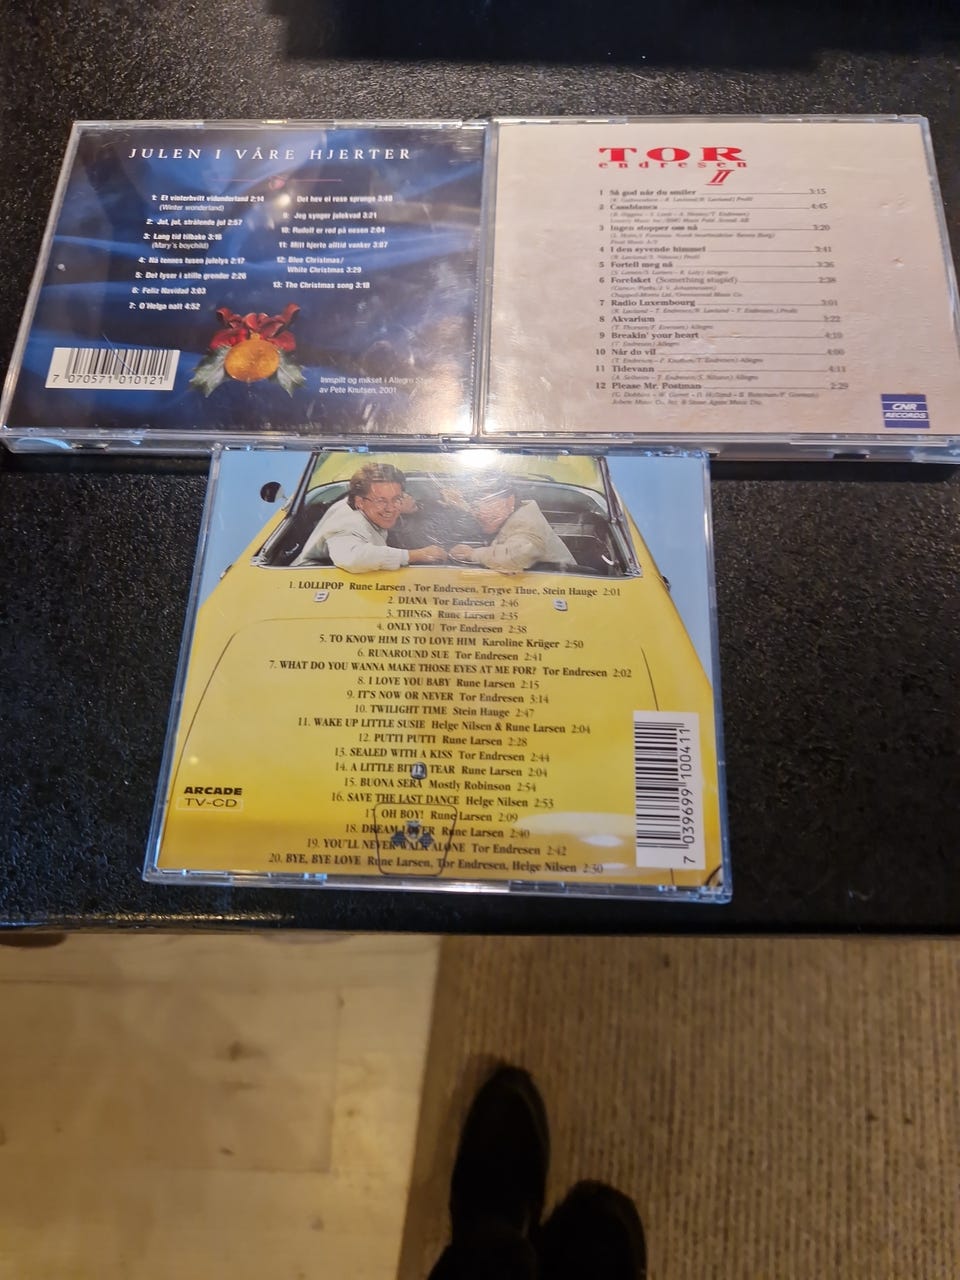 JULEN I VÅRE HJERTER
1: Et vinterhvitt vidunderland 2:14
(Winter wonderland)
2: Jul, jul, strålende jul 2:57
3: Lang tid tilbake 3:16
(Mary's boychild)
4: Nå tennes tusen julelys 2:17
5: Det lyser i stille grender 2:26
6: Feliz Navidad 3:03
7: O'Helga natt 4:52
Det hev ei rose sprunge 3:40
9: Jeg synger julekvad 3:21
10: Rudolf er rød på nesen 2:04
11: Mitt hjerte alltid vanker 3:07
12: Blue Christmas/
White Christmas 3:29
13: The Christmas song 3:18
7 070571 010121
Innspilt og mikset i Allegro
av Pete Knutsen, 2001
TOR
endresen
II
1 Så god når du smiler 3:15
2 Casablanca 4:45
3 Ingen stopper oss nå 3:20
4 I den syvende himmel 3:41
5 Fortell meg nå 3:36
6 Forelsket (Something stupid) 2:38
7 Radio Luxembourg 3:01
8 Akvarium 3:22
9 Breakin' your heart 4:10
10 Når du vil 4:00
11 Tidevann 4:11
12 Please Mr. Postman 2:29
CNR
RECORDS
1. LOLLIPOP Rune Larsen , Tor Endresen, Trygve Thue, Stein Hauge 2:01
2. DIANA Tor Endresen 2:46
3. THINGS Rune Larsen 2:35
4. ONLY YOU Tor Endresen 2:38
5. TO KNOW HIM IS TO LOVE HIM Karoline Krüger 2:50
6. RUNAROUND SUE Tor Endresen 2:41
7. WHAT DO YOU WANNA MAKE THOSE EYES AT ME FOR? Tor Endresen 2:02
8. I LOVE YOU BABY Rune Larsen 2:15
9. IT'S NOW OR NEVER Tor Endresen 3:14
10. TWILIGHT TIME Stein Hauge 2:47
11. WAKE UP LITTLE SUSIE Helge Nilsen & Rune Larsen 2:04
12. PUTTI PUTTI Rune Larsen 2:28
13. SEALED WITH A KISS Tor Endresen 2:44
14. A LITTLE BITTY TEAR Rune Larsen 2:04
15. BUONA SERA Mostly Robinson 2:54
16. SAVE THE LAST DANCE Helge Nilsen 2:53
17. OH BOY! Rune Larsen 2:09
18. DREAM LOVER Rune Larsen 2:40
19. YOU'LL NEVER WALK ALONE Tor Endresen 2:42
20. BYE, BYE LOVE Rune Larsen, Tor Endresen, Helge Nilsen 2:30
ARCADE
TV-CD
7 039699 100411